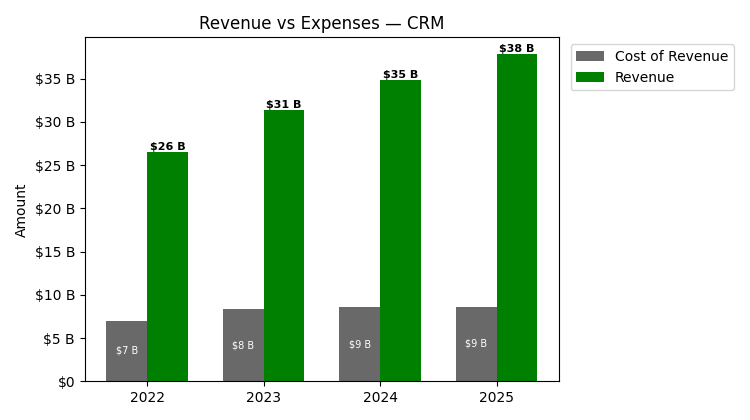 Revenue vs Expenses — CRM
Cost of Revenue
Revenue
Amount
$35 B
$30 B
$25 B
$20 B
$15 B
$10 B
$5 B
$0
$26 B
$31 B
$35 B
$38 B
$7 B
$8 B
$9 B
$9 B
2022
2023
2024
2025